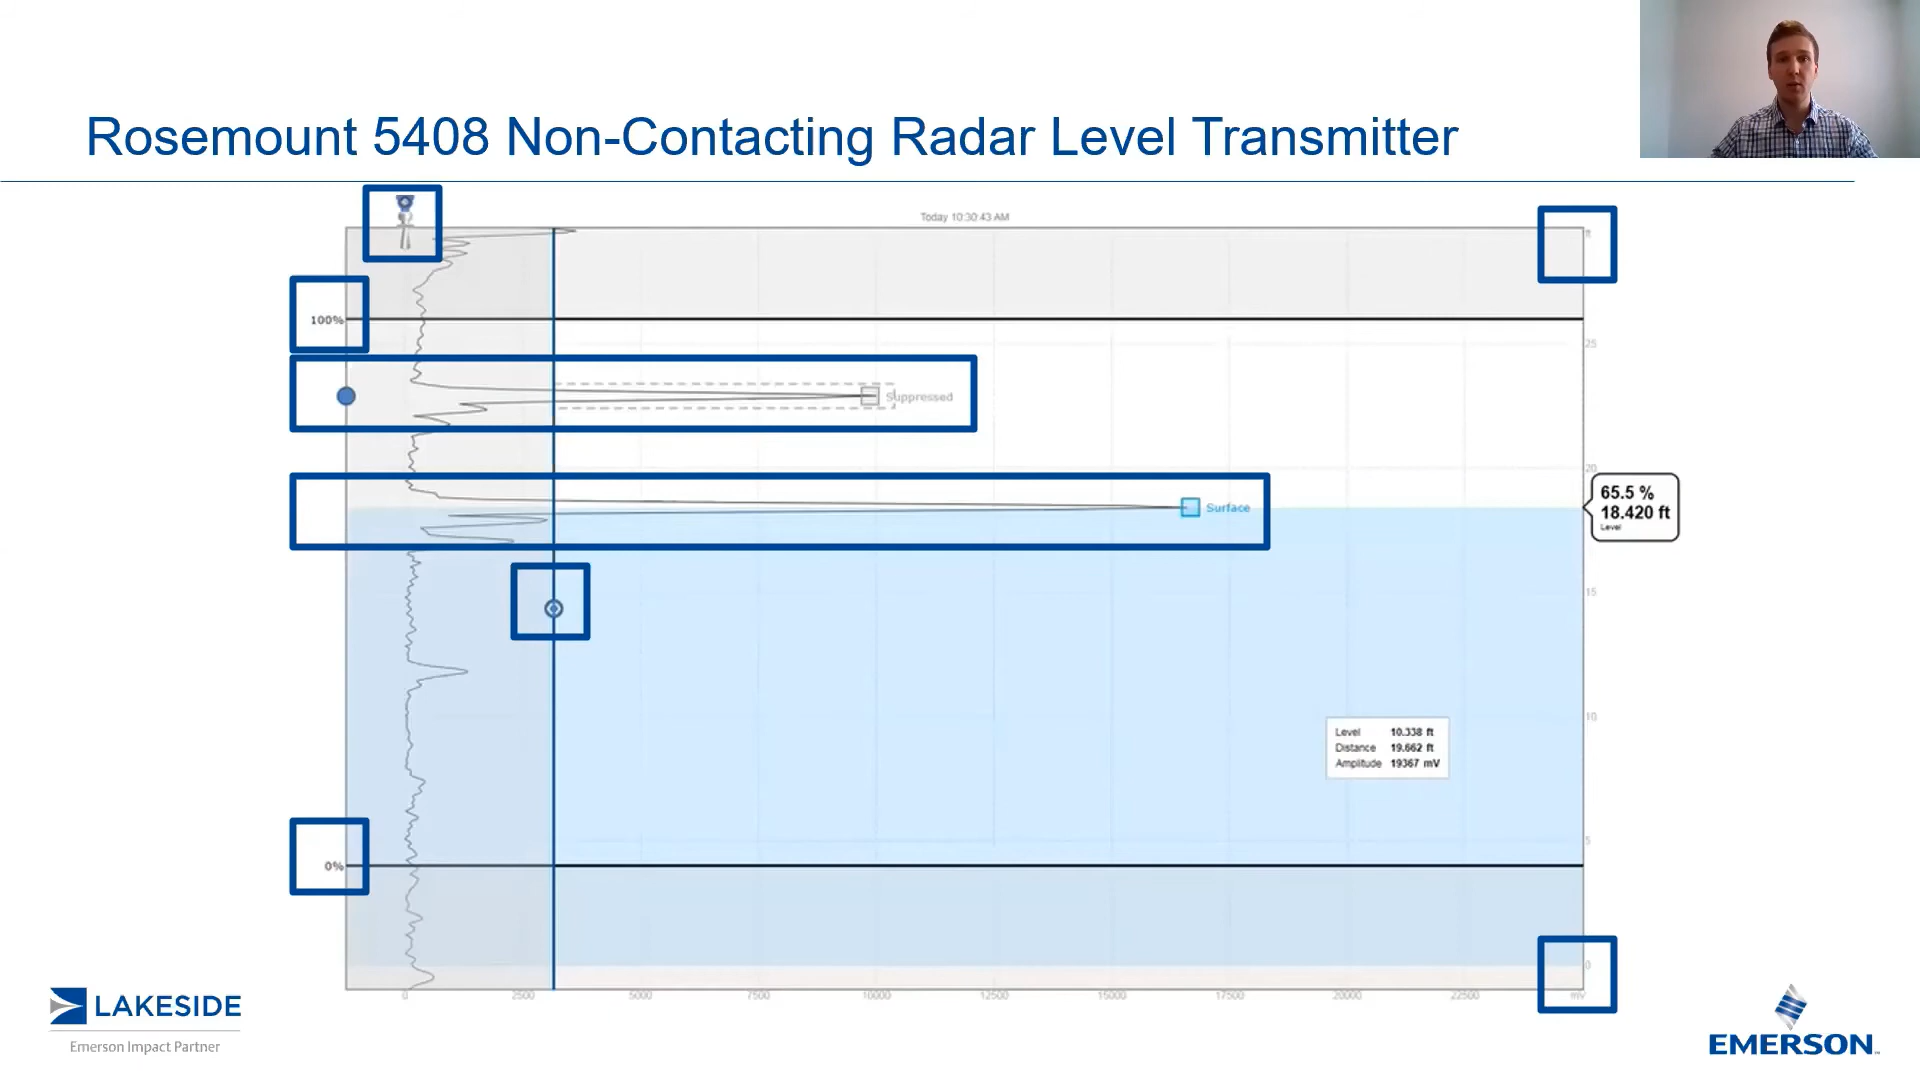 Rosemount 5408 Non-Contacting Radar Level Transmitter
Today 10:30:43 AM
ft
100%
25
Suppressed
20
65.5 %
18.420 ft
Level
Surface
15
10
Level 10.338 ft
Distance 19.662 ft
Amplitude 19367 mV
5
0%
0
0 2500 5000 7500 10000 12500 15000 17500 20000 22500 mV
LAKESIDE
Emerson Impact Partner
EMERSON